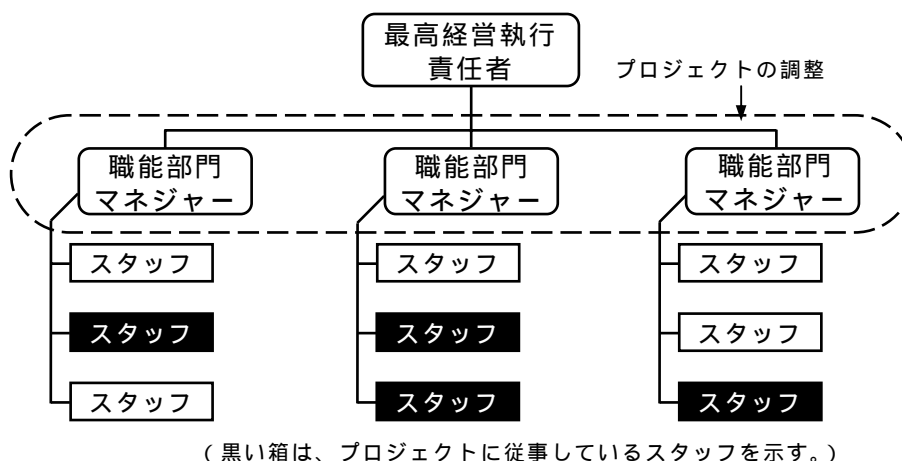 最高経営執行
責任者
プロジェクトの調整
職能部門
マネジャー
職能部門
マネジャー
職能部門
マネジャー
スタッフ
スタッフ
スタッフ
スタッフ
スタッフ
スタッフ
スタッフ
スタッフ
スタッフ
(黒い箱は、プロジェクトに従事しているスタッフを示す。)